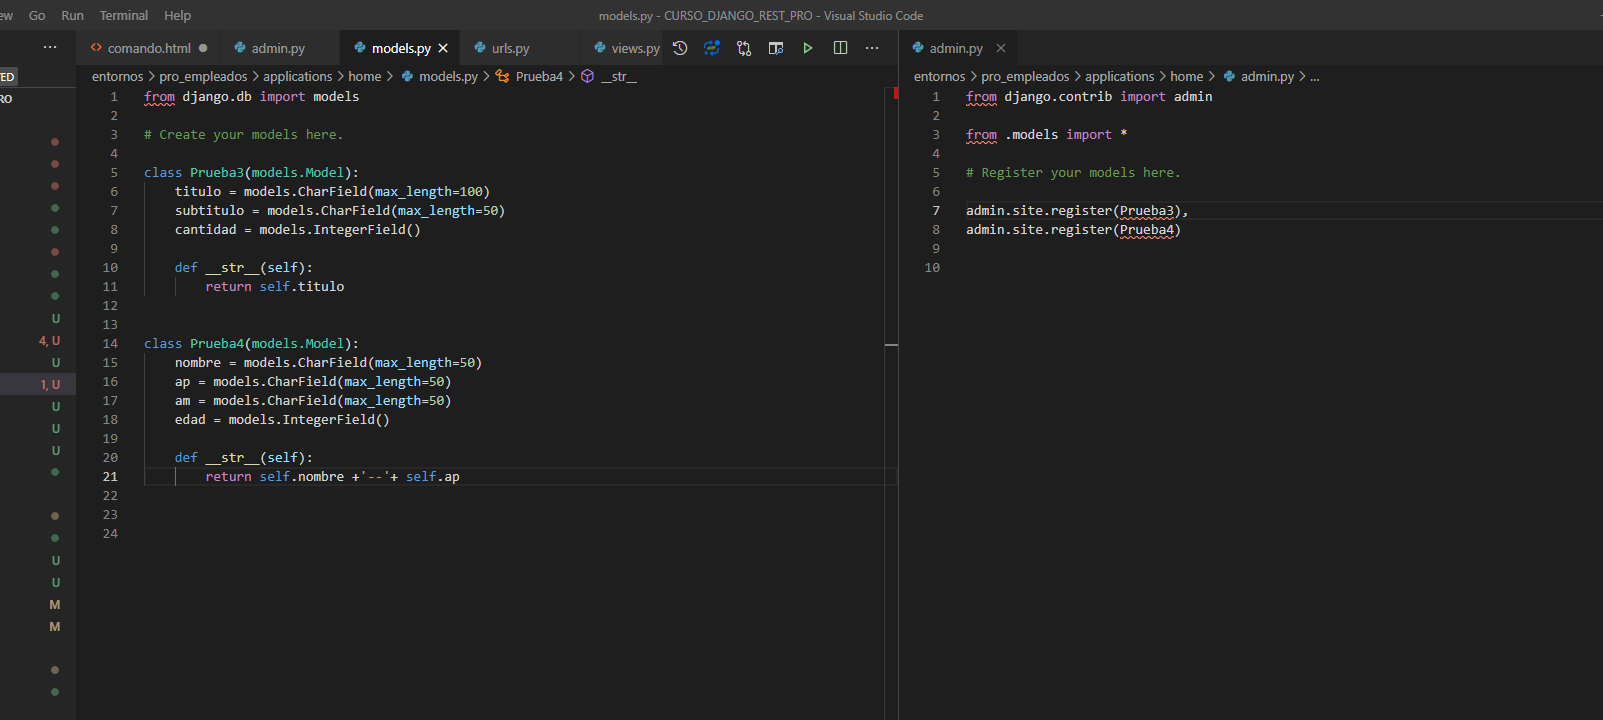 ew Go Run Terminal Help
models.py - CURSO_DJANGO_REST_PRO - Visual Studio Code
comando.html admin.py models.py urls.py views.py
entornos > pro_empleados > applications > home > models.py > Prueba4 > __str__
1 from django.db import models
2
3 # Create your models here.
4
5 class Prueba3(models.Model):
6 titulo = models.CharField(max_length=100)
7 subtitulo = models.CharField(max_length=50)
8 cantidad = models.IntegerField()
9
10 def __str__(self):
11 return self.titulo
12
13
14 class Prueba4(models.Model):
15 nombre = models.CharField(max_length=50)
16 ap = models.CharField(max_length=50)
17 am = models.CharField(max_length=50)
18 edad = models.IntegerField()
19
20 def __str__(self):
21 return self.nombre +'--'+ self.ap
22
23
24
admin.py
entornos > pro_empleados > applications > home > admin.py > ...
1 from django.contrib import admin
2
3 from .models import *
4
5 # Register your models here.
6
7 admin.site.register(Prueba3),
8 admin.site.register(Prueba4)
9
10
TED
RO
U
4, U
U
1, U
U
U
U
U
U
M
M